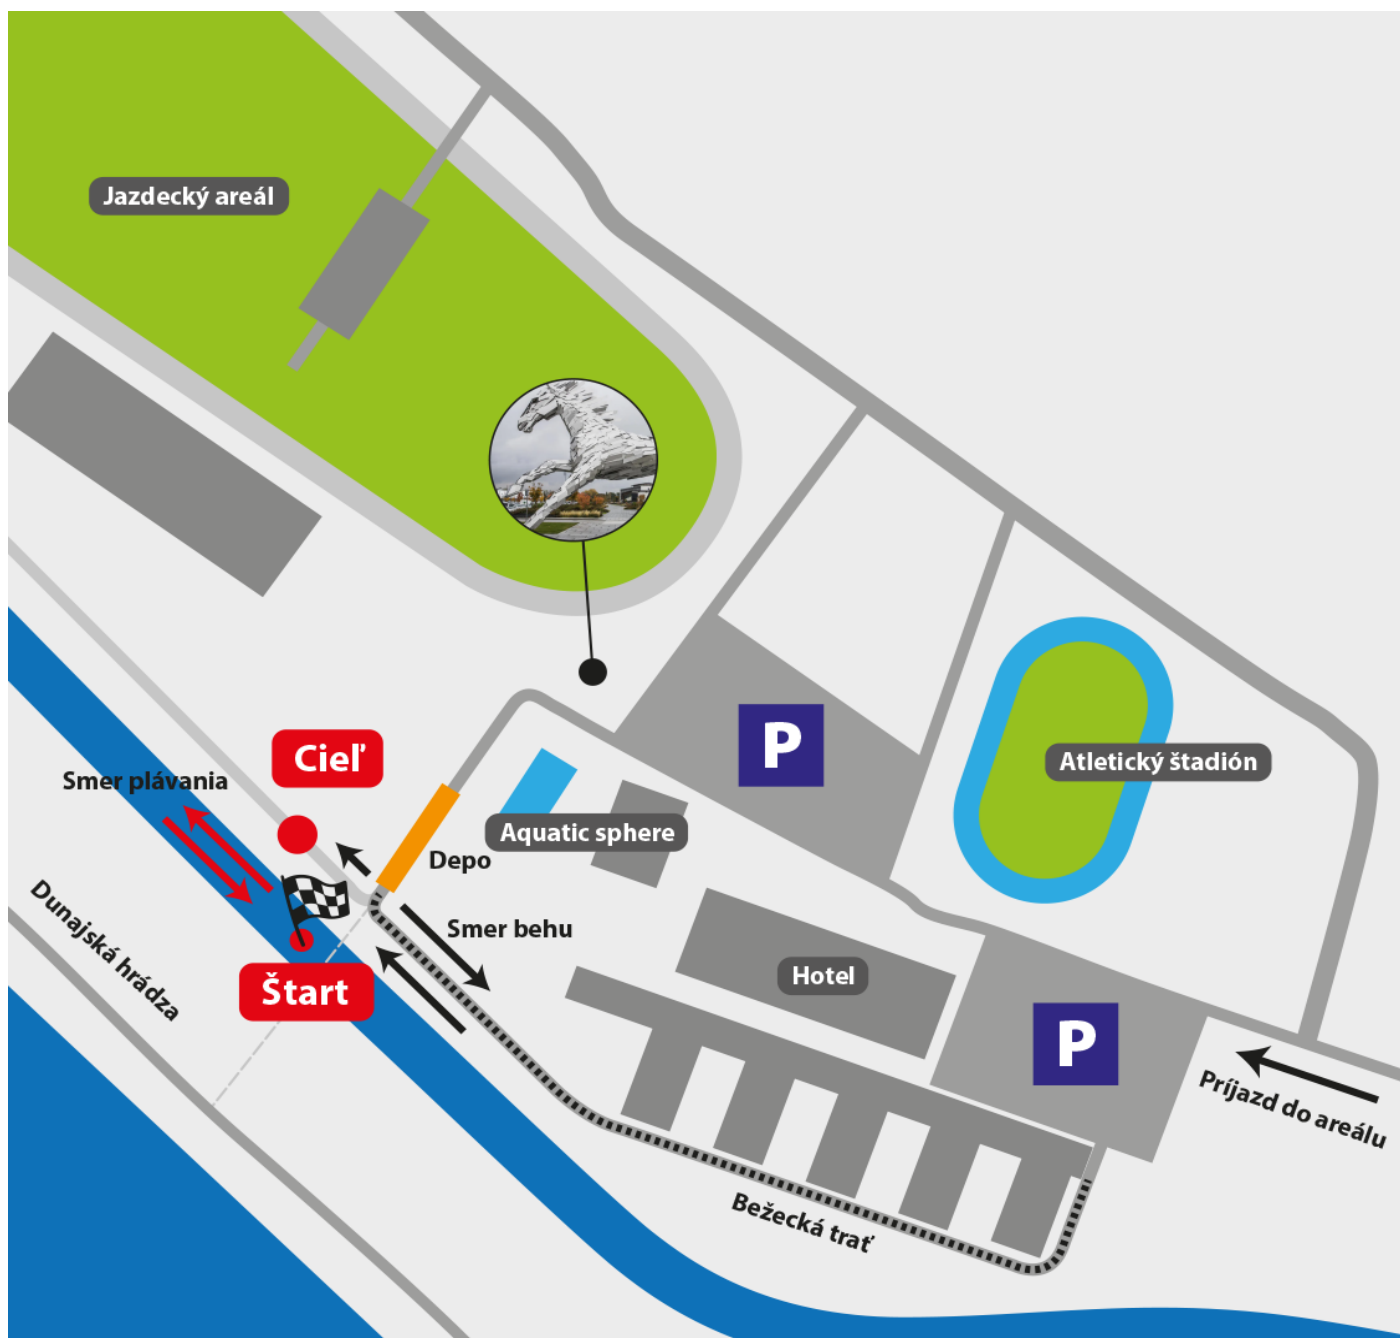 Jazdecký areál
P
Cieľ
Atletický štadión
Smer plávania
Aquatic sphere
Depo
Dunajská hrádza
Smer behu
Štart
Hotel
P
Príjazd do areálu
Bežecká trať